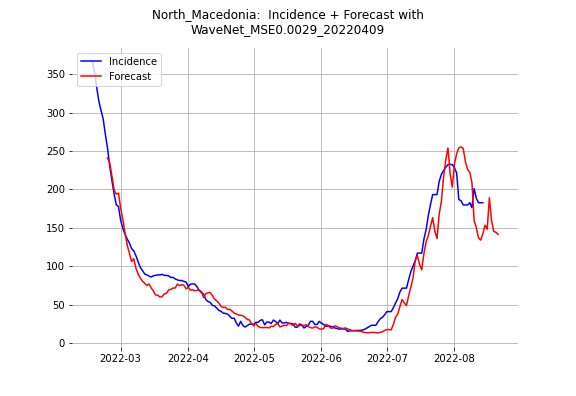 North_Macedonia:  Incidence + Forecast with
WaveNet_MSE0.0029_20220409
Incidence
Forecast
350
300
250
200
150
100
50
0
2022-03 2022-04 2022-05 2022-06 2022-07 2022-08